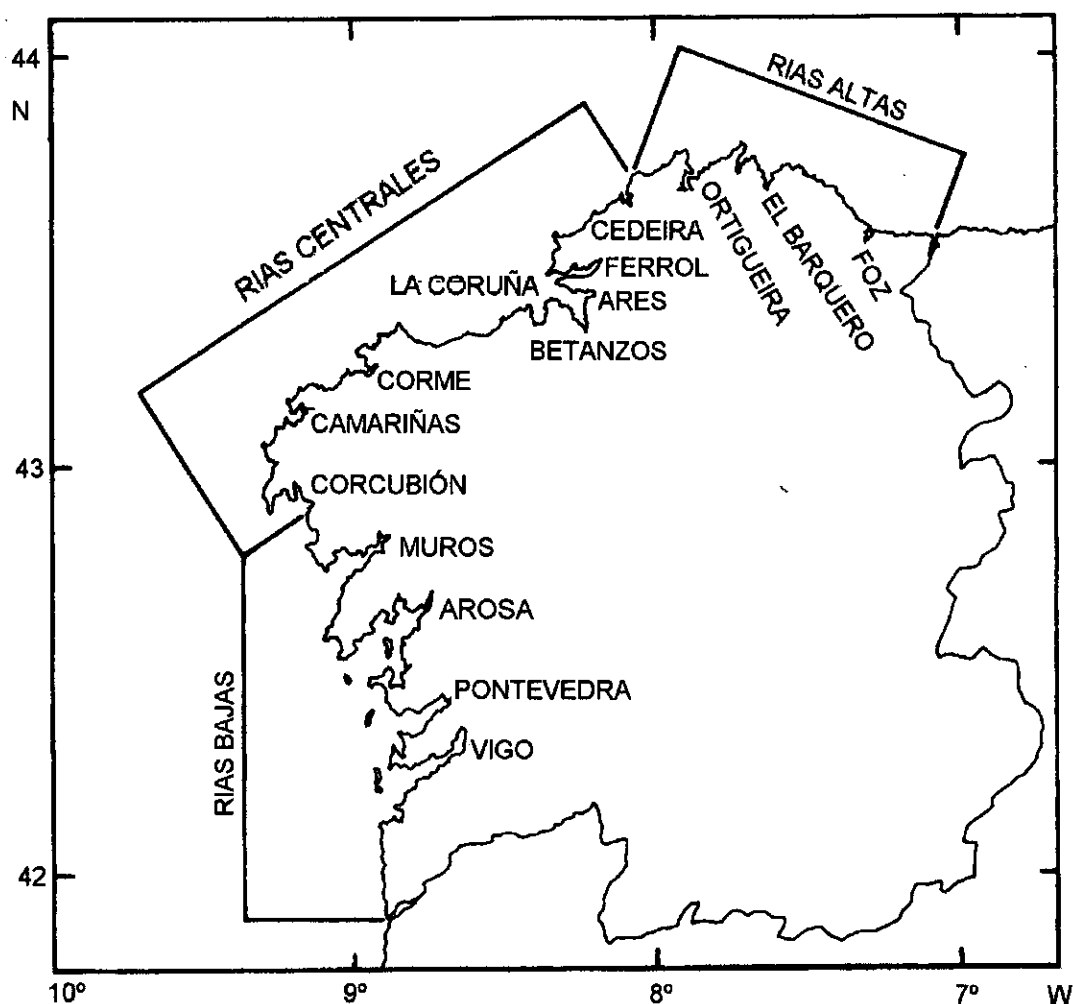 44
N
RIAS ALTAS
RIAS CENTRALES
CEDEIRA
ORTIGUEIRA
EL BARQUERO
FOZ
FERROL
LA CORUÑA
ARES
BETANZOS
CORME
CAMARIÑAS
43
CORCUBIÓN
MUROS
AROSA
RIAS BAJAS
PONTEVEDRA
VIGO
42
10º 9º 8º 7º W